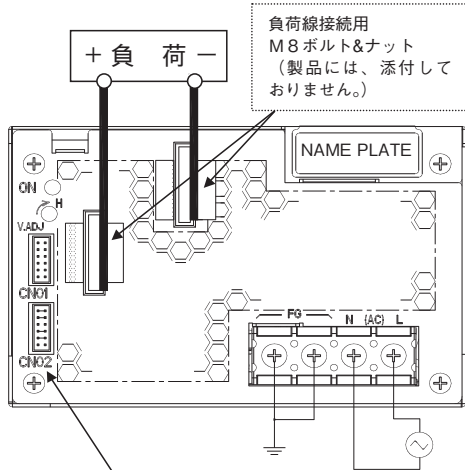 負荷線接続用
M8ボルト&ナット
(製品には、添付して
おりません。)
+ 負 荷 −
NAME PLATE
ON
H
V.ADJ
CN01
CN02
FG N (AC) L